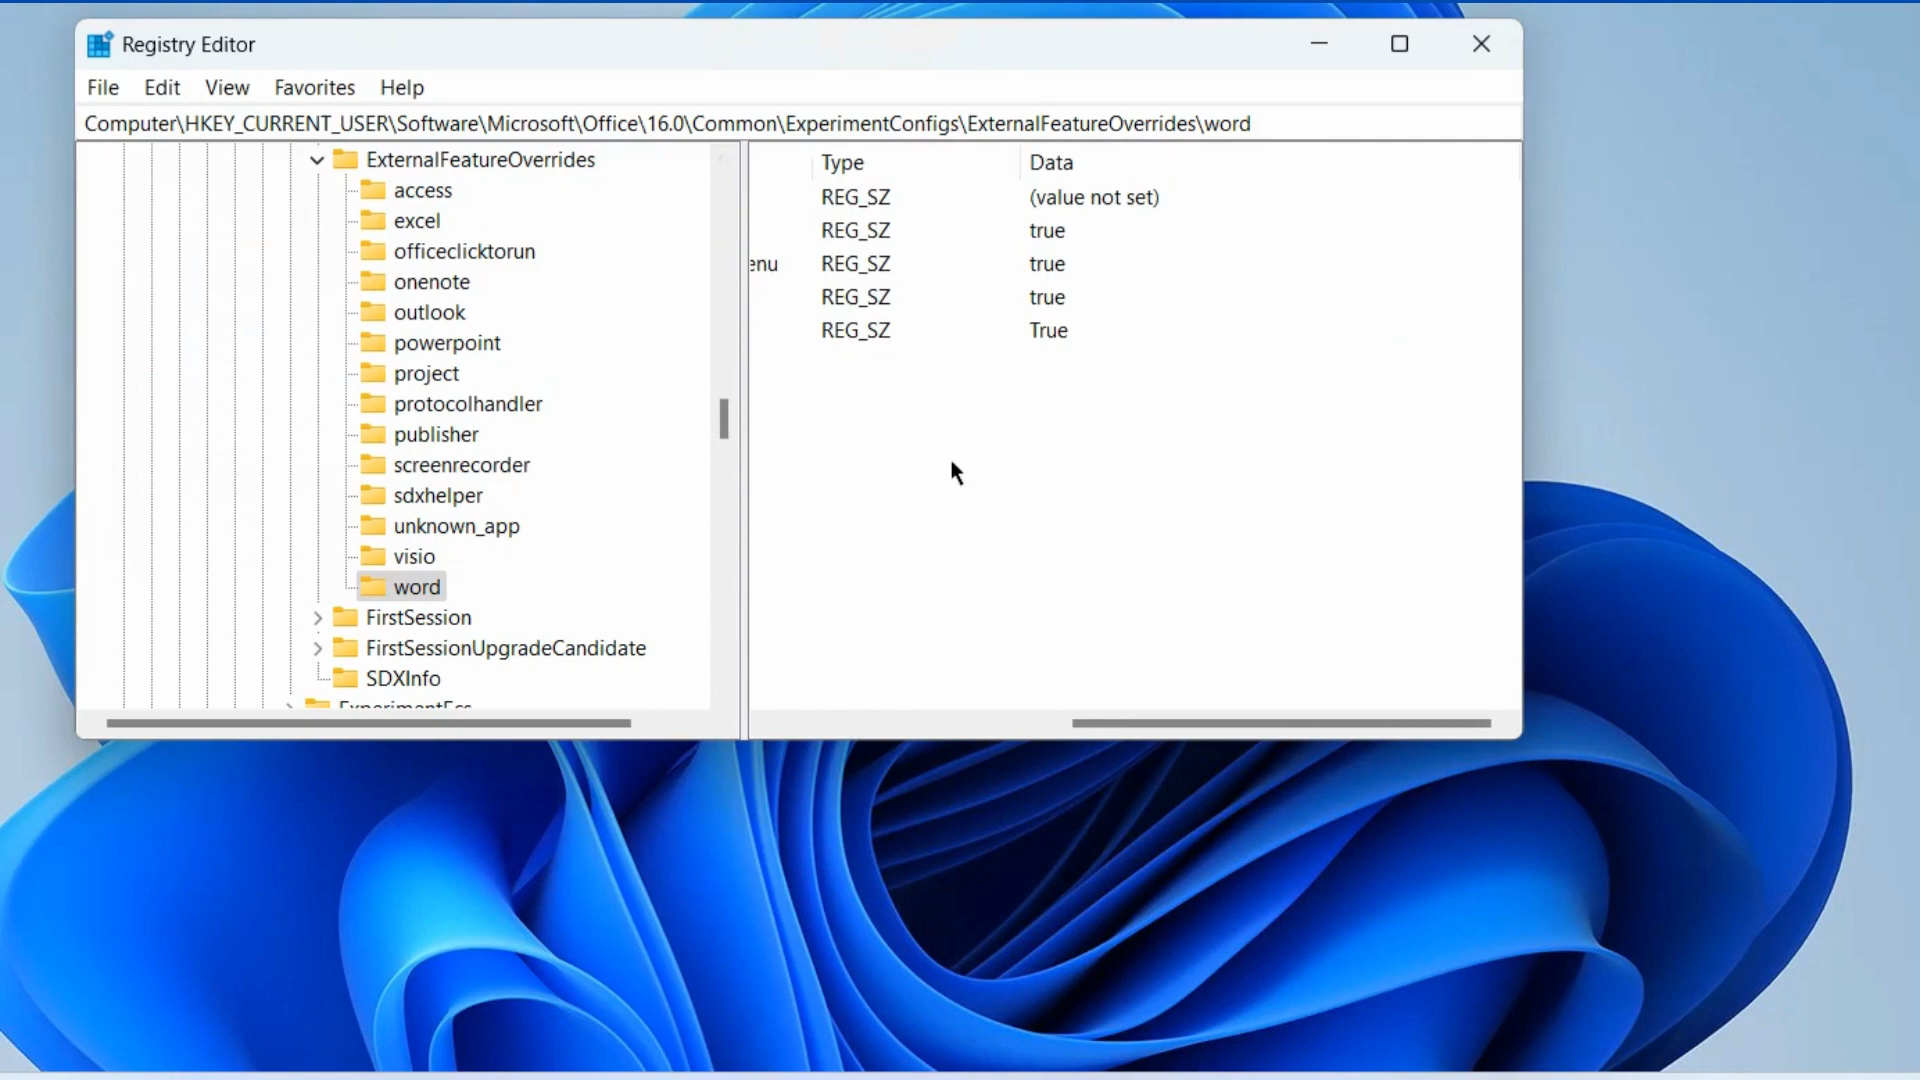 Registry Editor
File Edit View Favorites Help
Computer\HKEY_CURRENT_USER\Software\Microsoft\Office\16.0\Common\ExperimentConfigs\ExternalFeatureOverrides\word
ExternalFeatureOverrides
access
excel
officeclicktorun
onenote
outlook
powerpoint
project
protocolhandler
publisher
screenrecorder
sdxhelper
unknown_app
visio
word
FirstSession
FirstSessionUpgradeCandidate
SDXInfo
ExperimentEcs
Type Data
REG_SZ (value not set)
REG_SZ true
enu REG_SZ true
REG_SZ true
REG_SZ True